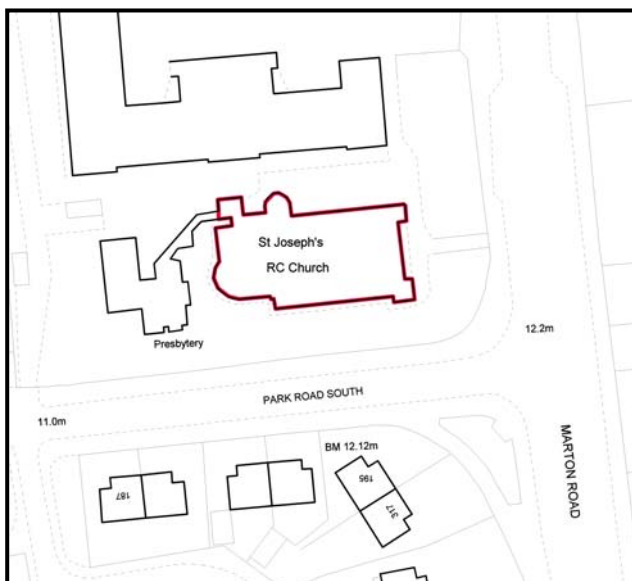 St Joseph's
RC Church
Presbytery
12.2m
PARK ROAD SOUTH
11.0m
MARTON ROAD
BM 12.12m
187
195
317